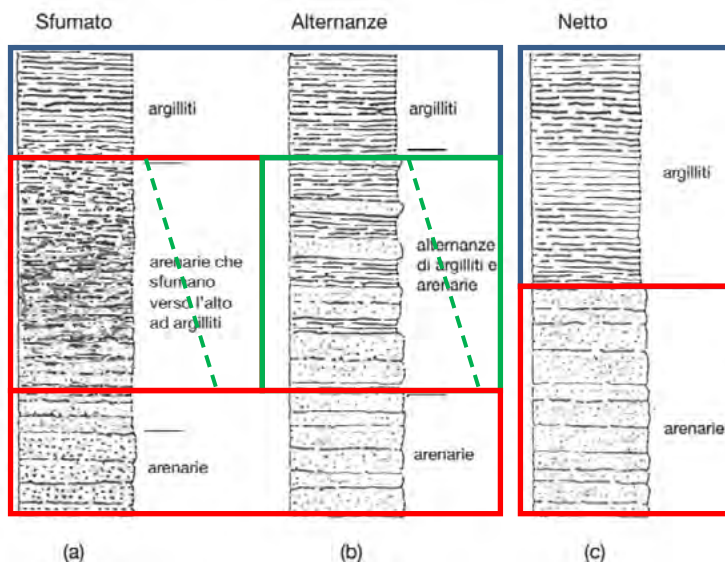 Sfumato
Alternanze
Netto
argilliti
argilliti
argilliti
arenarie che
sfumano
verso l'alto
ad argilliti
alternanze
di argilliti e
arenarie
arenarie
arenarie
arenarie
(a)
(b)
(c)